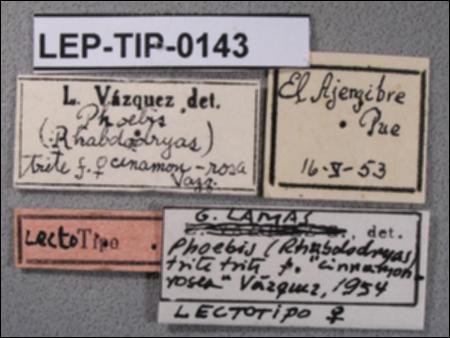 LEP-TIP-0143
L. Vázquez det.
Phoebis
(Rhabdodryas)
trite f. ♀ cinamon-rosa
Vazz.
El Ajengibre
Pue
16-V-53
LectoTipo
G. LAMAS, det.
Phoebis (Rhabdodryas)
trite trite f. "cinnamon-
rosea" Vázquez, 1954
LECTOTIPO ♀